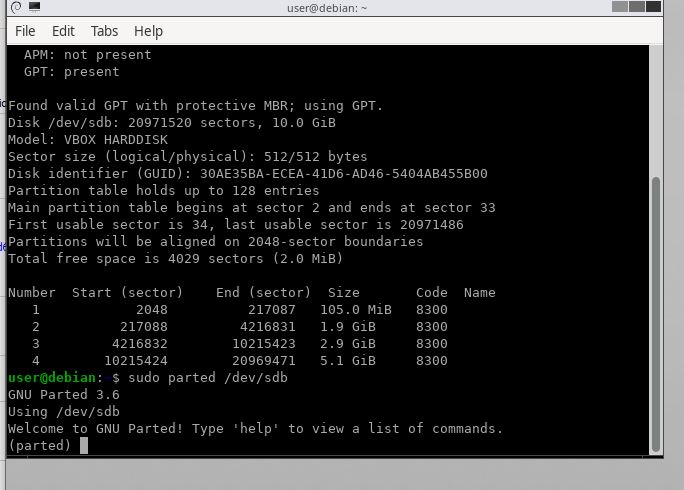 user@debian: ~
File Edit Tabs Help
APM: not present
GPT: present
Found valid GPT with protective MBR; using GPT.
Disk /dev/sdb: 20971520 sectors, 10.0 GiB
Model: VBOX HARDDISK
Sector size (logical/physical): 512/512 bytes
Disk identifier (GUID): 30AE35BA-ECEA-41D6-AD46-5404AB455B00
Partition table holds up to 128 entries
Main partition table begins at sector 2 and ends at sector 33
First usable sector is 34, last usable sector is 20971486
Partitions will be aligned on 2048-sector boundaries
Total free space is 4029 sectors (2.0 MiB)
Number Start (sector) End (sector) Size Code Name
1 2048 217087 105.0 MiB 8300
2 217088 4216831 1.9 GiB 8300
3 4216832 10215423 2.9 GiB 8300
4 10215424 20969471 5.1 GiB 8300
user@debian:~$ sudo parted /dev/sdb
GNU Parted 3.6
Using /dev/sdb
Welcome to GNU Parted! Type 'help' to view a list of commands.
(parted)